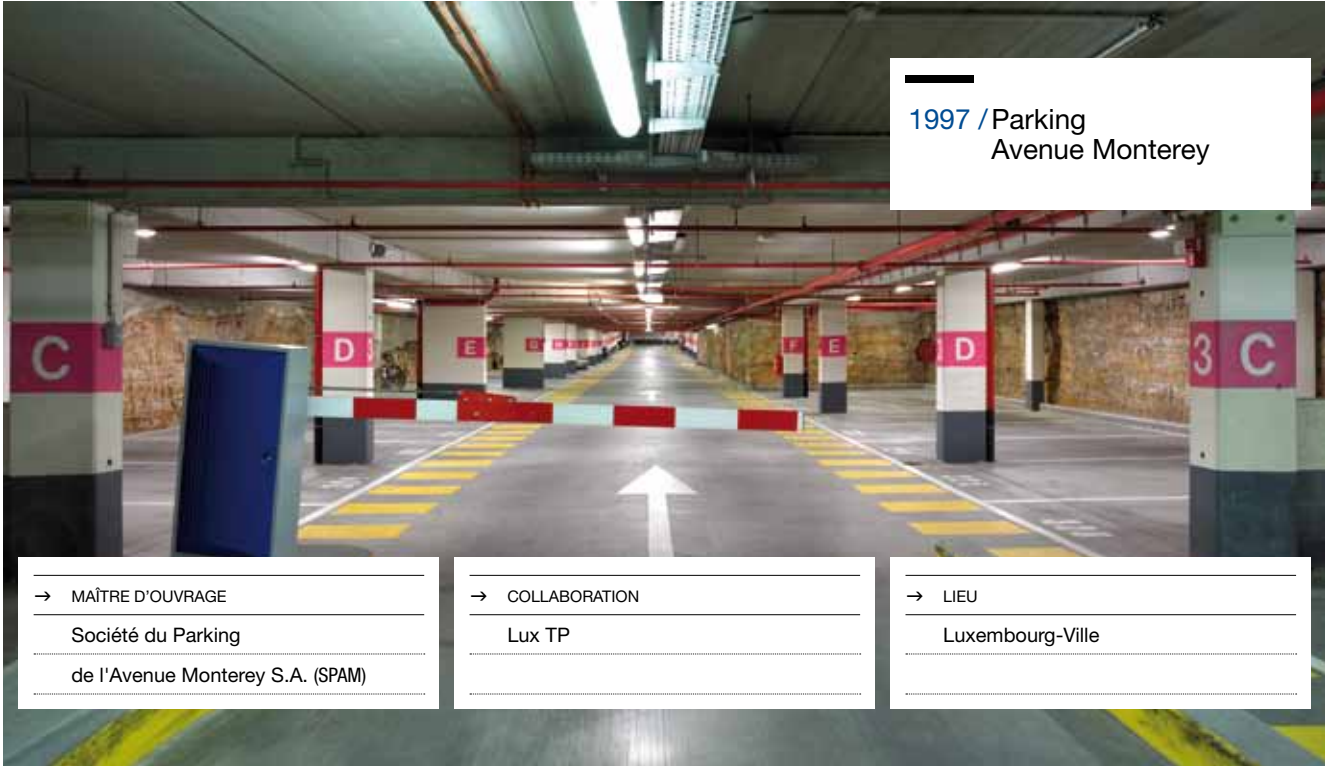 1997 / Parking
Avenue Monterey
C
D
E
G
H
F
E
D
3 C
→ MAÎTRE D'OUVRAGE
Société du Parking
de l'Avenue Monterey S.A. (SPAM)
→ COLLABORATION
Lux TP
→ LIEU
Luxembourg-Ville